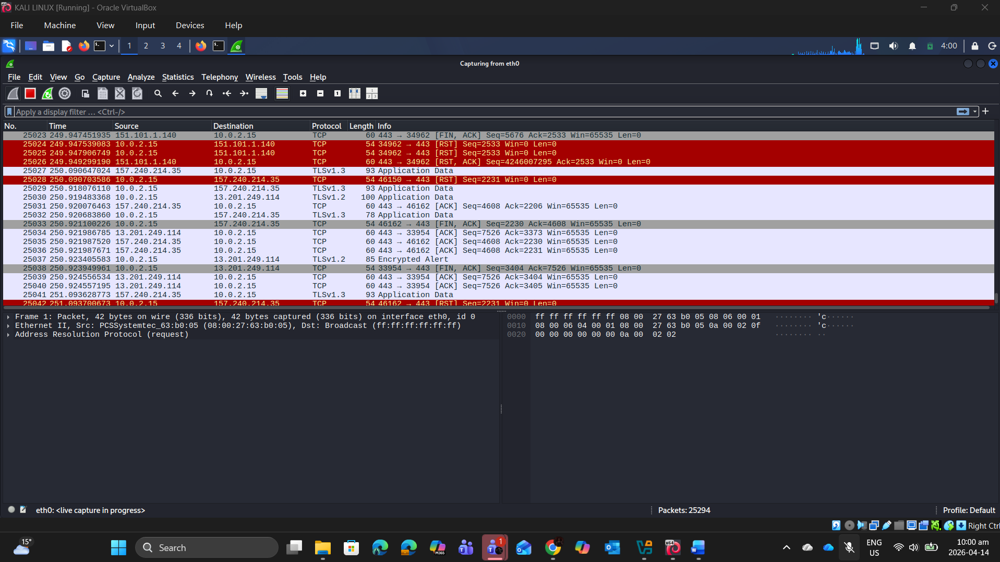 KALI LINUX [Running] - Oracle VirtualBox
File Machine View Input Devices Help
1 2 3 4 4:00
Capturing from eth0
File Edit View Go Capture Analyze Statistics Telephony Wireless Tools Help
Apply a display filter … <Ctrl-/>
No. Time Source Destination Protocol Length Info
25023 249.947451935 151.101.1.140 10.0.2.15 TCP 60 443 → 34962 [FIN, ACK] Seq=5676 Ack=2533 Win=65535 Len=0
25024 249.947539083 10.0.2.15 151.101.1.140 TCP 54 34962 → 443 [RST] Seq=2533 Win=0 Len=0
25025 249.947906749 10.0.2.15 151.101.1.140 TCP 54 34962 → 443 [RST] Seq=2533 Win=0 Len=0
25026 249.949299190 151.101.1.140 10.0.2.15 TCP 60 443 → 34962 [RST, ACK] Seq=4246007295 Ack=2533 Win=0 Len=0
25027 250.090647024 157.240.214.35 10.0.2.15 TLSv1.3 93 Application Data
25028 250.090703586 10.0.2.15 157.240.214.35 TCP 54 46150 → 443 [RST] Seq=2231 Win=0 Len=0
25029 250.918076110 10.0.2.15 157.240.214.35 TLSv1.3 93 Application Data
25030 250.919483368 10.0.2.15 13.201.249.114 TLSv1.2 100 Application Data
25031 250.920076463 157.240.214.35 10.0.2.15 TCP 60 443 → 46162 [ACK] Seq=4608 Ack=2206 Win=65535 Len=0
25032 250.920683860 10.0.2.15 157.240.214.35 TLSv1.3 78 Application Data
25033 250.921100226 10.0.2.15 157.240.214.35 TCP 54 46162 → 443 [FIN, ACK] Seq=2230 Ack=4608 Win=65535 Len=0
25034 250.921986785 13.201.249.114 10.0.2.15 TCP 60 443 → 33954 [ACK] Seq=7526 Ack=3373 Win=65535 Len=0
25035 250.921987520 157.240.214.35 10.0.2.15 TCP 60 443 → 46162 [ACK] Seq=4608 Ack=2230 Win=65535 Len=0
25036 250.921987671 157.240.214.35 10.0.2.15 TCP 60 443 → 46162 [ACK] Seq=4608 Ack=2231 Win=65535 Len=0
25037 250.923405583 10.0.2.15 13.201.249.114 TLSv1.2 85 Encrypted Alert
25038 250.923949961 10.0.2.15 13.201.249.114 TCP 54 33954 → 443 [FIN, ACK] Seq=3404 Ack=7526 Win=65535 Len=0
25039 250.924556534 13.201.249.114 10.0.2.15 TCP 60 443 → 33954 [ACK] Seq=7526 Ack=3404 Win=65535 Len=0
25040 250.924557195 13.201.249.114 10.0.2.15 TCP 60 443 → 33954 [ACK] Seq=7526 Ack=3405 Win=65535 Len=0
25041 251.093628773 157.240.214.35 10.0.2.15 TLSv1.3 93 Application Data
25042 251.093700673 10.0.2.15 157.240.214.35 TCP 54 46162 → 443 [RST] Seq=2231 Win=0 Len=0
Frame 1: Packet, 42 bytes on wire (336 bits), 42 bytes captured (336 bits) on interface eth0, id 0
Ethernet II, Src: PCSSystemtec_63:b0:05 (08:00:27:63:b0:05), Dst: Broadcast (ff:ff:ff:ff:ff:ff)
Address Resolution Protocol (request)
0000 ff ff ff ff ff ff 08 00 27 63 b0 05 08 06 00 01 ········ 'c······
0010 08 00 06 04 00 01 08 00 27 63 b0 05 0a 00 02 0f ········ 'c······
0020 00 00 00 00 00 00 0a 00 02 02 ········ ··
eth0: <live capture in progress> Packets: 25294 Profile: Default
Right Ctrl
15° Search 1 ENG US 10:00 am 2026-04-14